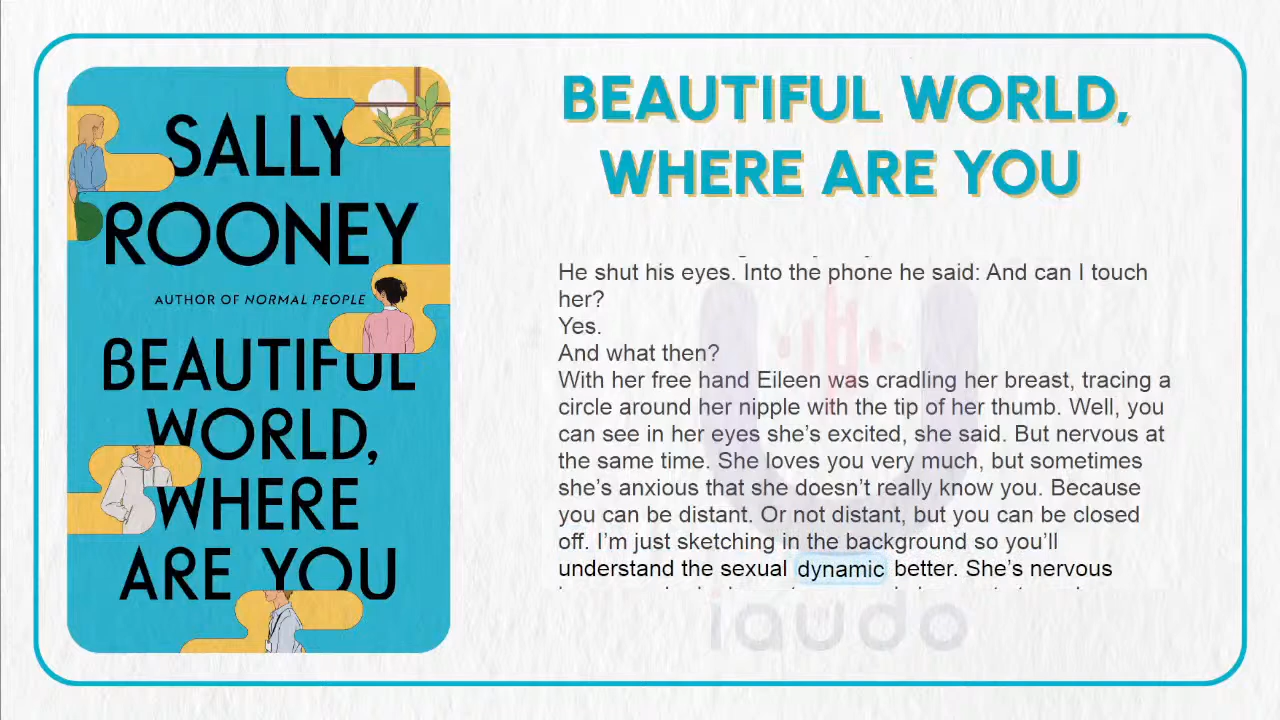 SALLY
ROONEY
AUTHOR OF NORMAL PEOPLE
BEAUTIFUL
WORLD,
WHERE
ARE YOU
BEAUTIFUL WORLD,
WHERE ARE YOU
He shut his eyes. Into the phone he said: And can I touch
her?
Yes.
And what then?
With her free hand Eileen was cradling her breast, tracing a
circle around her nipple with the tip of her thumb. Well, you
can see in her eyes she's excited, she said. But nervous at
the same time. She loves you very much, but sometimes
she's anxious that she doesn't really know you. Because
you can be distant. Or not distant, but you can be closed
off. I'm just sketching in the background so you'll
understand the sexual dynamic better. She's nervous
iaudo